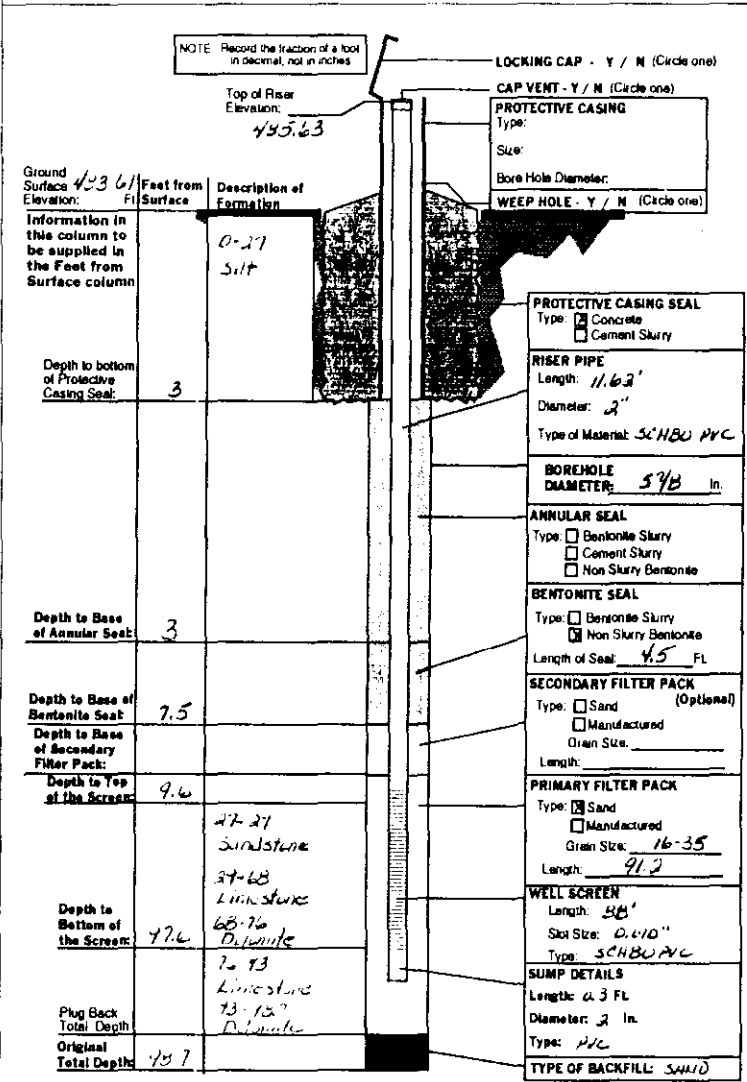 NOTE Record the fraction of a foot
in decimal, not in inches
LOCKING CAP - Y / N (Circle one)
CAP VENT - Y / N (Circle one)
Top of Riser
Elevation:
495.63
PROTECTIVE CASING
Type:
Size:
Bore Hole Diameter:
WEEP HOLE - Y / N (Circle one)
Ground
Surface 493.61
Elevation: Ft
Feet from
Surface
Description of
Formation
Information in
this column to
be supplied in
the Feet from
Surface column
0-27
Silt
PROTECTIVE CASING SEAL
Type: Concrete
Cement Slurry
Depth to bottom
of Protective
Casing Seal: 3
RISER PIPE
Length: 11.62'
Diameter: 2"
Type of Material: SCH80 PVC
BOREHOLE
DIAMETER: 5 7/8 In.
ANNULAR SEAL
Type: Bentonite Slurry
Cement Slurry
Non Slurry Bentonite
Depth to Base
of Annular Seal: 3
BENTONITE SEAL
Type: Bentonite Slurry
Non Slurry Bentonite
Length of Seal: 4.5 Ft.
Depth to Base of
Bentonite Seal: 7.5
SECONDARY FILTER PACK
(Optional)
Type: Sand
Manufactured
Grain Size:
Length:
Depth to Base
of Secondary
Filter Pack:
Depth to Top
of the Screen: 9.6
PRIMARY FILTER PACK
Type: Sand
Manufactured
Grain Size: 16-35
Length: 91.2
Sandstone
Limestone
68-76
Dolomite
Depth to
Bottom of
the Screen: 97.6
WELL SCREEN
Length: 88'
Slot Size: 0.010"
Type: SCH80 PVC
Limestone
Dolomite
Plug Back
Total Depth
SUMP DETAILS
Length: 0.3 Ft.
Diameter: 2 In.
Type: PVC
Original
Total Depth:
TYPE OF BACKFILL: SAND